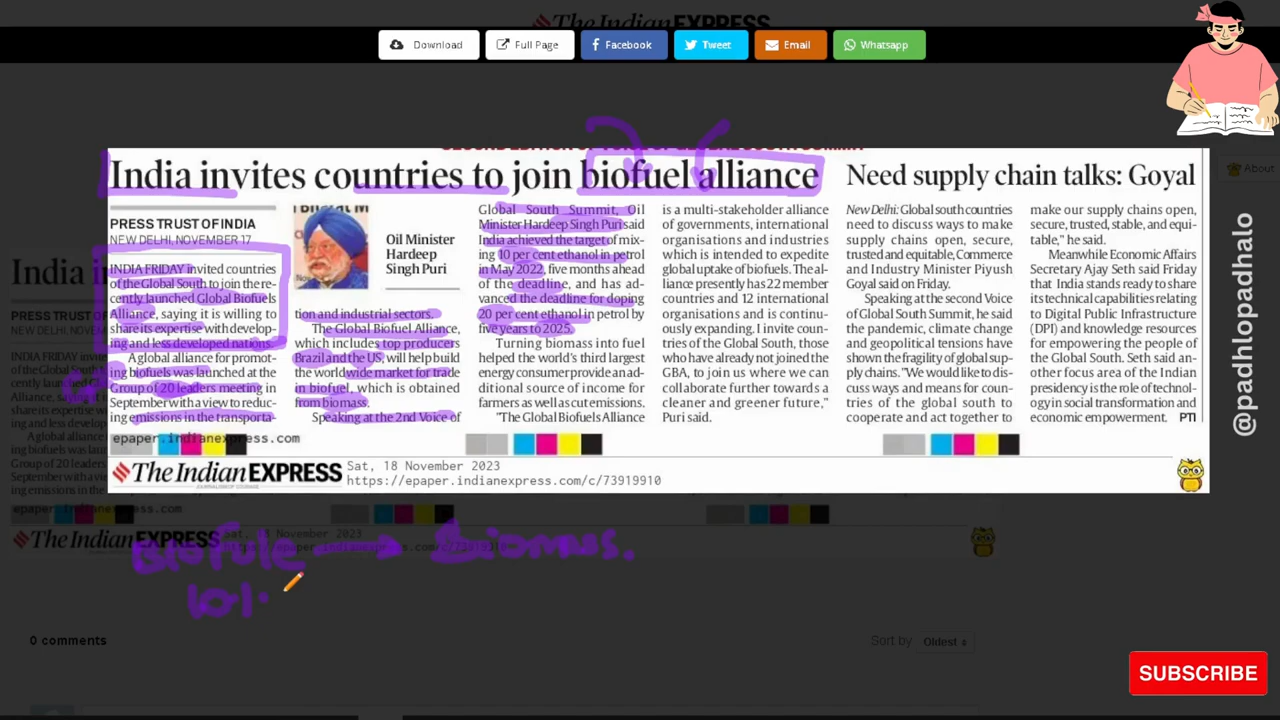 The Indian EXPRESS
Download
Full Page
Facebook
Tweet
Email
Whatsapp
About
India invites countries to join biofuel alliance
PRESS TRUST OF INDIA
NEW DELHI, NOVEMBER 17
INDIA FRIDAY invited countries
of the Global South to join the re-
cently launched Global Biofuels
Alliance, saying it is willing to
share its expertise with develop-
ing and less developed nations.
A global alliance for promot-
ing biofuels was launched at the
Group of 20 leaders meeting in
September with a view to reduc-
ing emissions in the transporta-
Oil Minister
Hardeep
Singh Puri
tion and industrial sectors.
The Global Biofuel Alliance,
which includes top producers
Brazil and the US, will help build
the worldwide market for trade
in biofuel, which is obtained
from biomass.
Speaking at the 2nd Voice of
Global South Summit, Oil
Minister Hardeep Singh Puri said
India achieved the target of mix-
ing 10 per cent ethanol in petrol
in May 2022, five months ahead
of the deadline, and has ad-
vanced the deadline for doping
20 per cent ethanol in petrol by
five years to 2025.
Turning biomass into fuel
helped the world's third largest
energy consumer provide an ad-
ditional source of income for
farmers as well as cut emissions.
"The Global Biofuels Alliance
is a multi-stakeholder alliance
of governments, international
organisations and industries
which is intended to expedite
global uptake of biofuels. The al-
liance presently has 22 member
countries and 12 international
organisations and is continu-
ously expanding. I invite coun-
tries of the Global South, those
who have already not joined the
GBA, to join us where we can
collaborate further towards a
cleaner and greener future,"
Puri said.
Need supply chain talks: Goyal
New Delhi: Global south countries
need to discuss ways to make
supply chains open, secure,
trusted and equitable, Commerce
and Industry Minister Piyush
Goyal said on Friday.
Speaking at the second Voice
of Global South Summit, he said
the pandemic, climate change
and geopolitical tensions have
shown the fragility of global sup-
ply chains. "We would like to dis-
cuss ways and means for coun-
tries of the global south to
cooperate and act together to
make our supply chains open,
secure, trusted, stable, and equi-
table," he said.
Meanwhile Economic Affairs
Secretary Ajay Seth said Friday
that India stands ready to share
its technical capabilities relating
to Digital Public Infrastructure
(DPI) and knowledge resources
for empowering the people of
the Global South. Seth said an-
other focus area of the Indian
presidency is the role of technol-
ogy in social transformation and
economic empowerment. PTI
epaper.indianexpress.com
The Indian EXPRESS
Sat, 18 November 2023
https://epaper.indianexpress.com/c/73919910
@padhlopadhalo
The Indian EXPRESS
Sat, 18 November 2023
Biofule → Biomass.
10%
0 comments
Sort by
Oldest
SUBSCRIBE